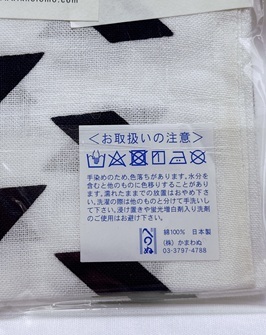 ＜お取扱いの注意＞
手染めのため､色落ちがあります｡水分を
含むと他のものに色移りすることがあり
ます｡濡れたままでの放置はおやめ下さ
い｡洗濯の際は他のものと分けて手洗いして
下さい｡浸け置きや蛍光増白剤入り洗剤
のご使用はお避け下さい｡
綿100% 日本製
(株) かまわぬ
03-3797-4788